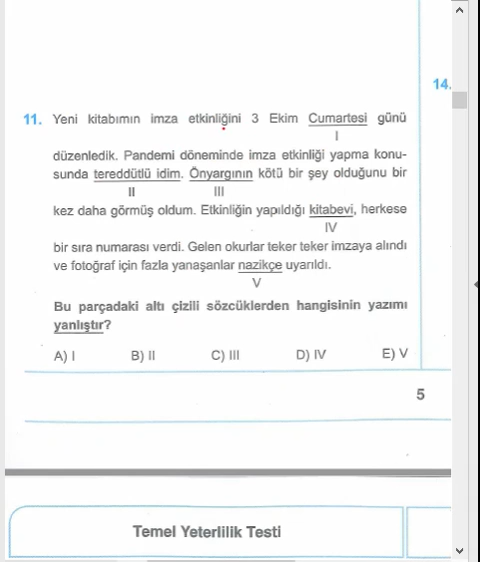 14.
11. Yeni kitabımın imza etkinliğini 3 Ekim Cumartesi günü
I
düzenledik. Pandemi döneminde imza etkinliği yapma konu-
sunda tereddütlü idim. Önyargının kötü bir şey olduğunu bir
II III
kez daha görmüş oldum. Etkinliğin yapıldığı kitabevi, herkese
IV
bir sıra numarası verdi. Gelen okurlar teker teker imzaya alındı
ve fotoğraf için fazla yanaşanlar nazikçe uyarıldı.
V
Bu parçadaki altı çizili sözcüklerden hangisinin yazımı
yanlıştır?
A) I B) II C) III D) IV E) V
5
Temel Yeterlilik Testi